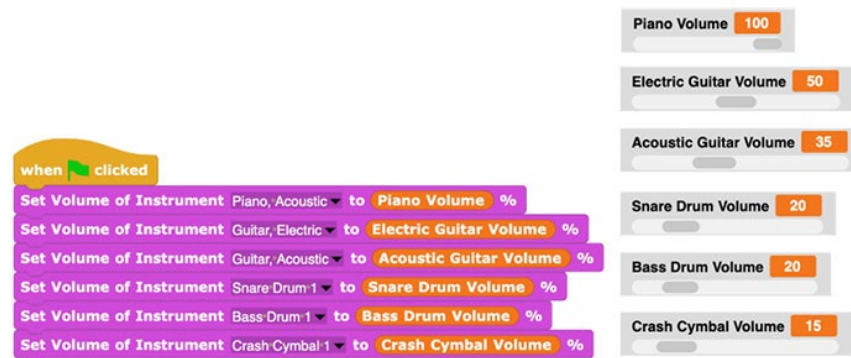 when clicked
Set Volume of Instrument Piano, Acoustic to Piano Volume %
Set Volume of Instrument Guitar, Electric to Electric Guitar Volume %
Set Volume of Instrument Guitar, Acoustic to Acoustic Guitar Volume %
Set Volume of Instrument Snare Drum 1 to Snare Drum Volume %
Set Volume of Instrument Bass Drum 1 to Bass Drum Volume %
Set Volume of Instrument Crash Cymbal 1 to Crash Cymbal Volume %
Piano Volume 100
Electric Guitar Volume 50
Acoustic Guitar Volume 35
Snare Drum Volume 20
Bass Drum Volume 20
Crash Cymbal Volume 15